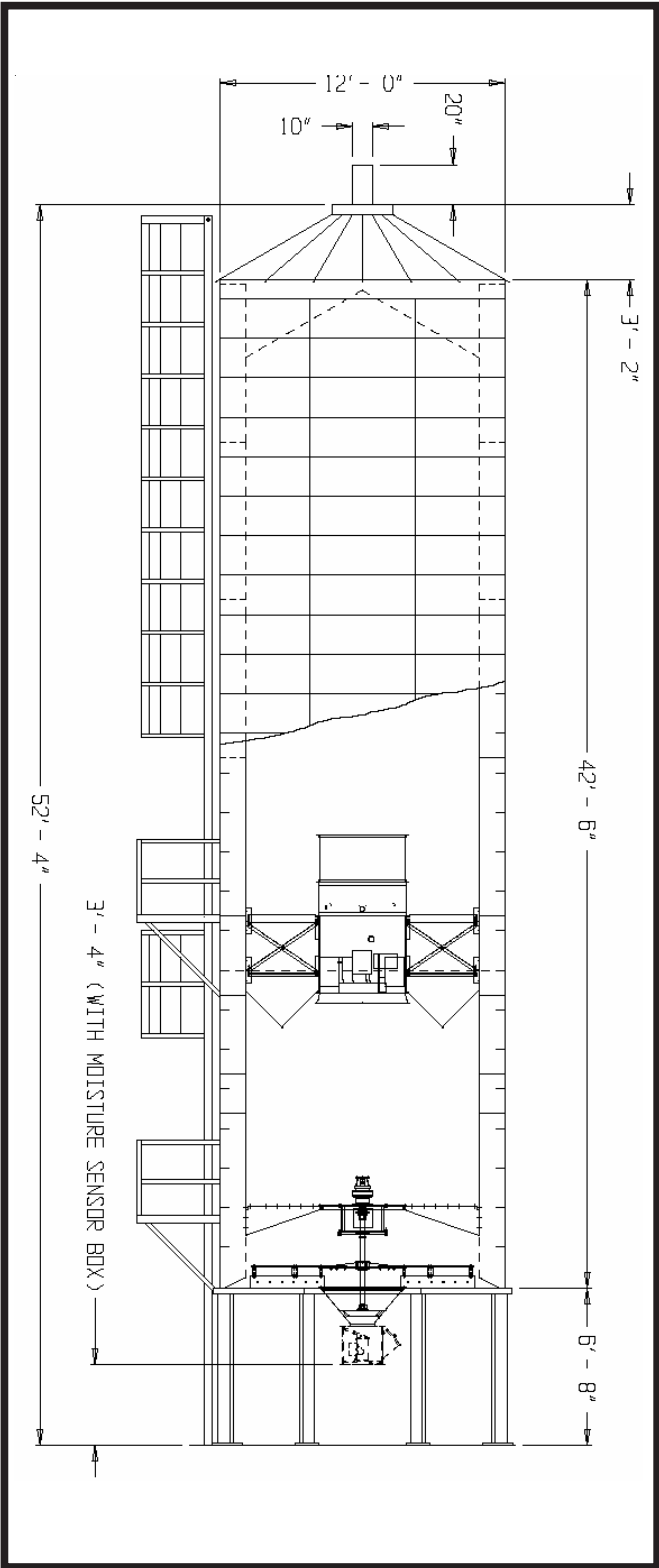 12' - 0"
20"
10"
3' - 2"
42' - 6"
52' - 4"
3' - 4" (WITH MOISTURE SENSOR BOX)
6' - 8"